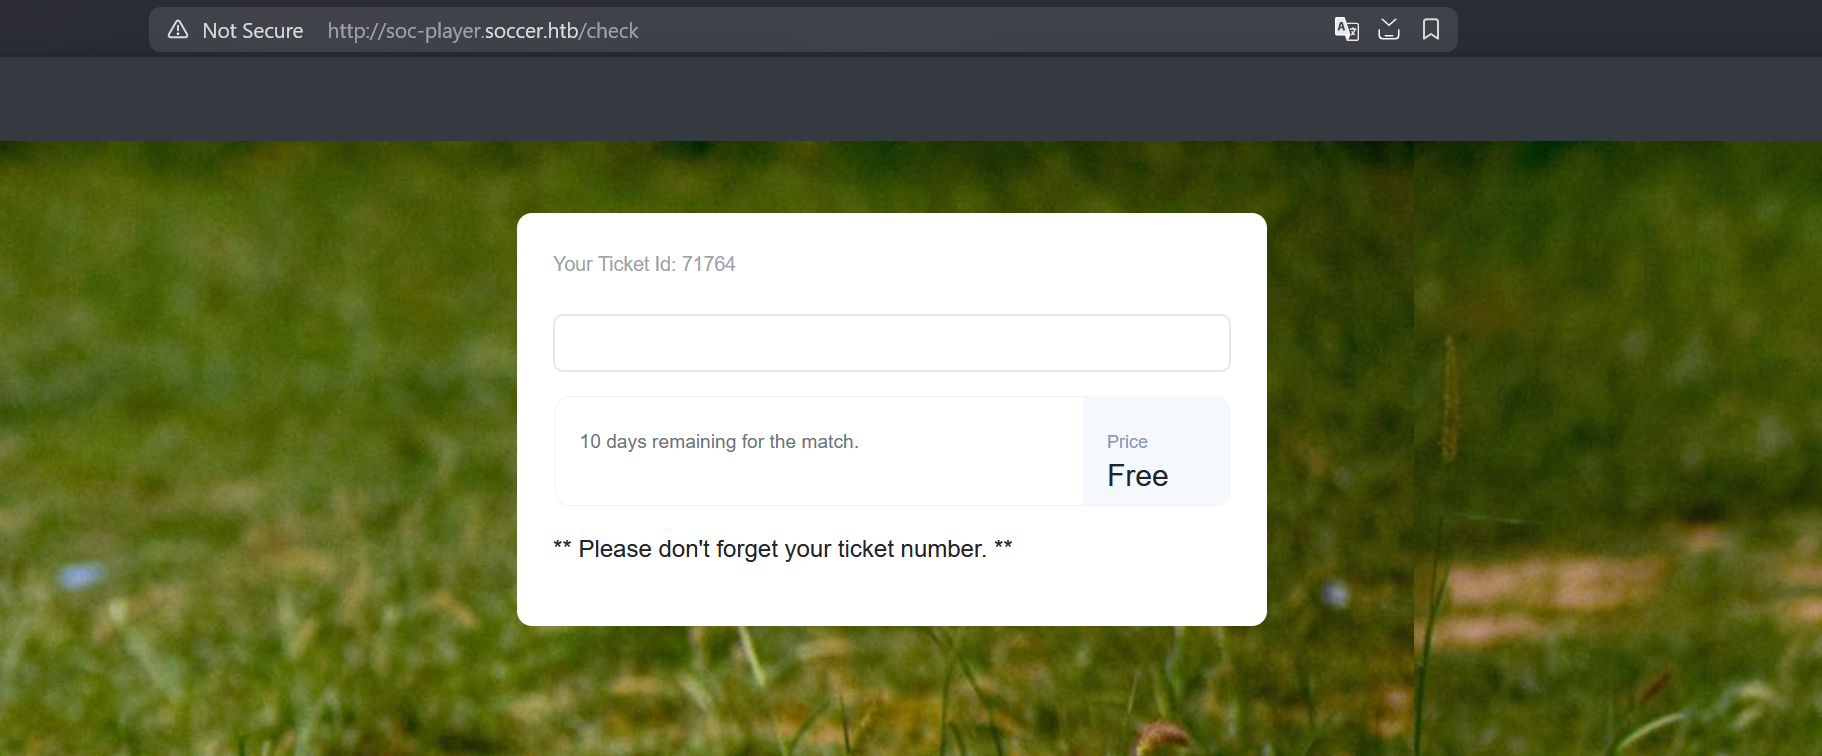 Not Secure http://soc-player.soccer.htb/check
Your Ticket Id: 71764
10 days remaining for the match.
Price
Free
** Please don't forget your ticket number. **